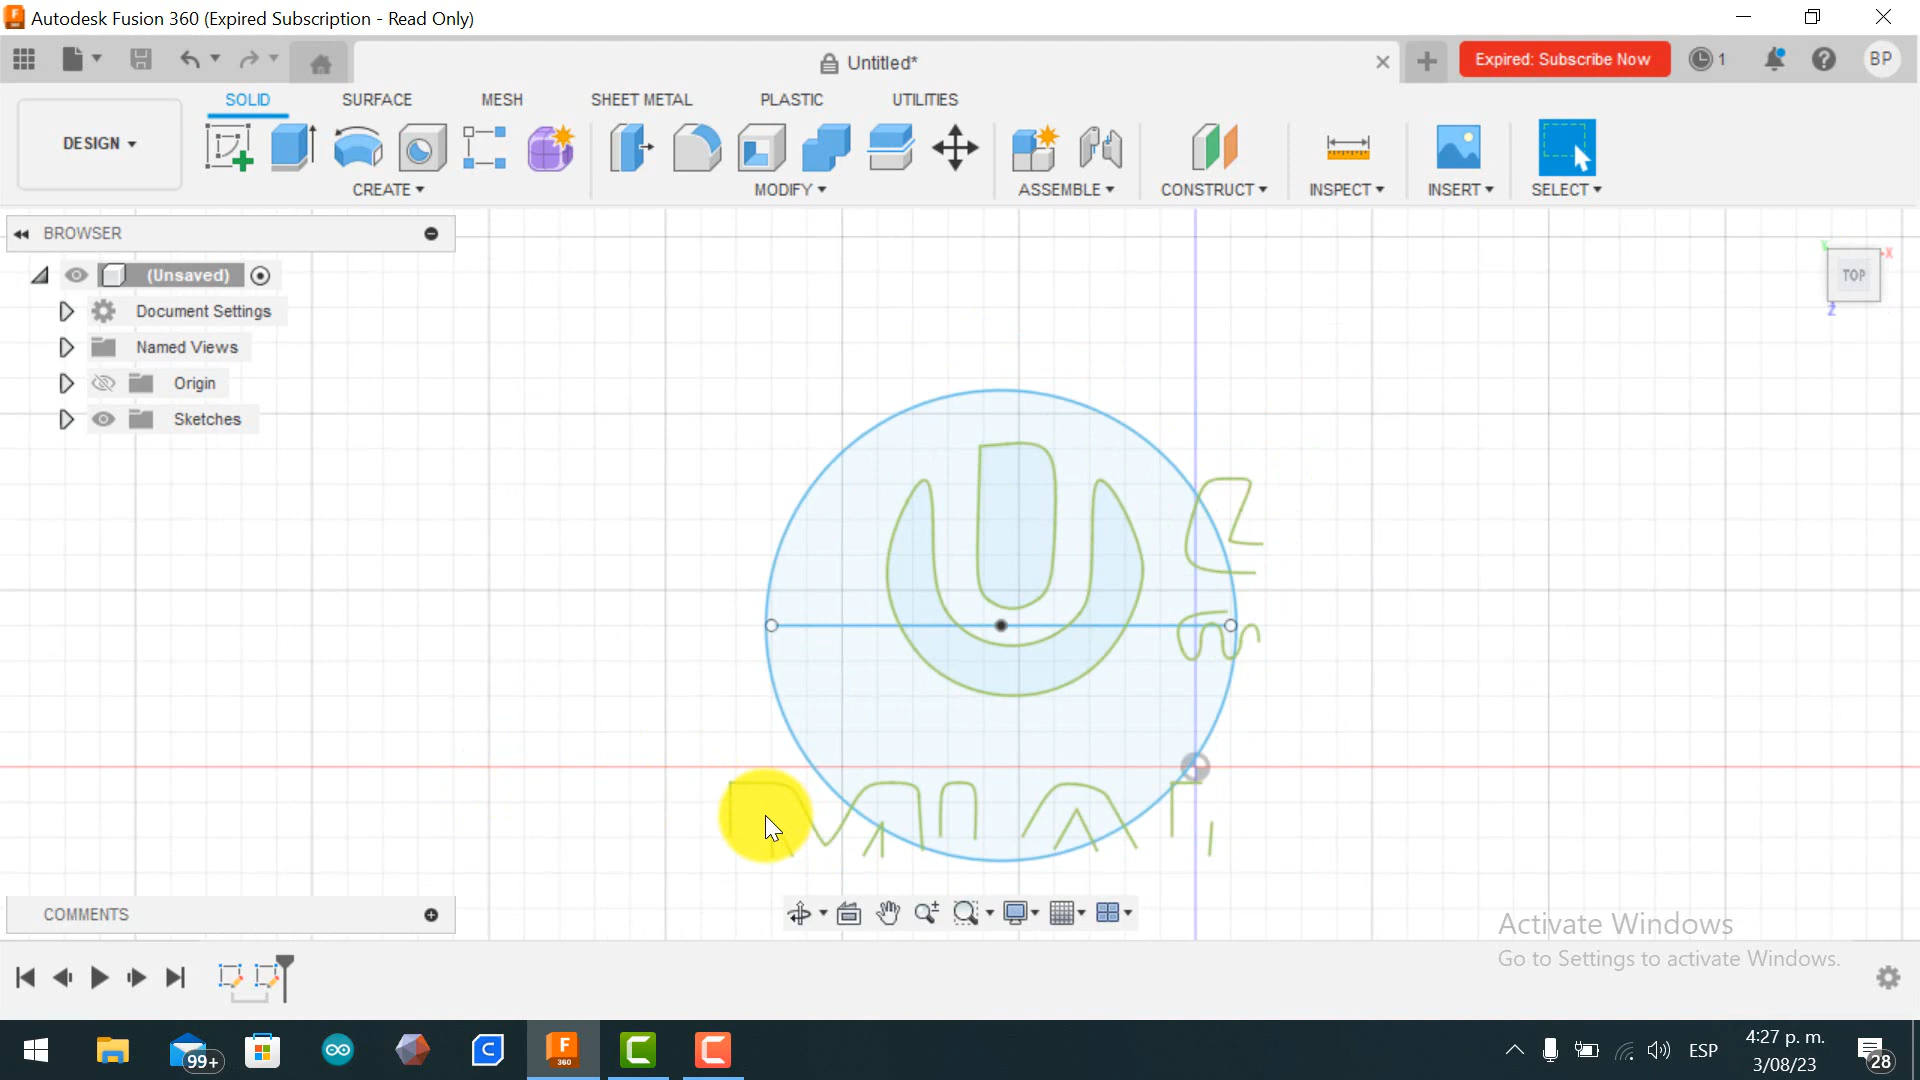 Autodesk Fusion 360 (Expired Subscription - Read Only)
Untitled*
Expired: Subscribe Now
1
BP
SOLID
SURFACE
MESH
SHEET METAL
PLASTIC
UTILITIES
DESIGN
CREATE
MODIFY
ASSEMBLE
CONSTRUCT
INSPECT
INSERT
SELECT
BROWSER
(Unsaved)
Document Settings
Named Views
Origin
Sketches
TOP
X
Z
COMMENTS
Activate Windows
Go to Settings to activate Windows.
99+
F
360
ESP
4:27 p. m.
3/08/23
28